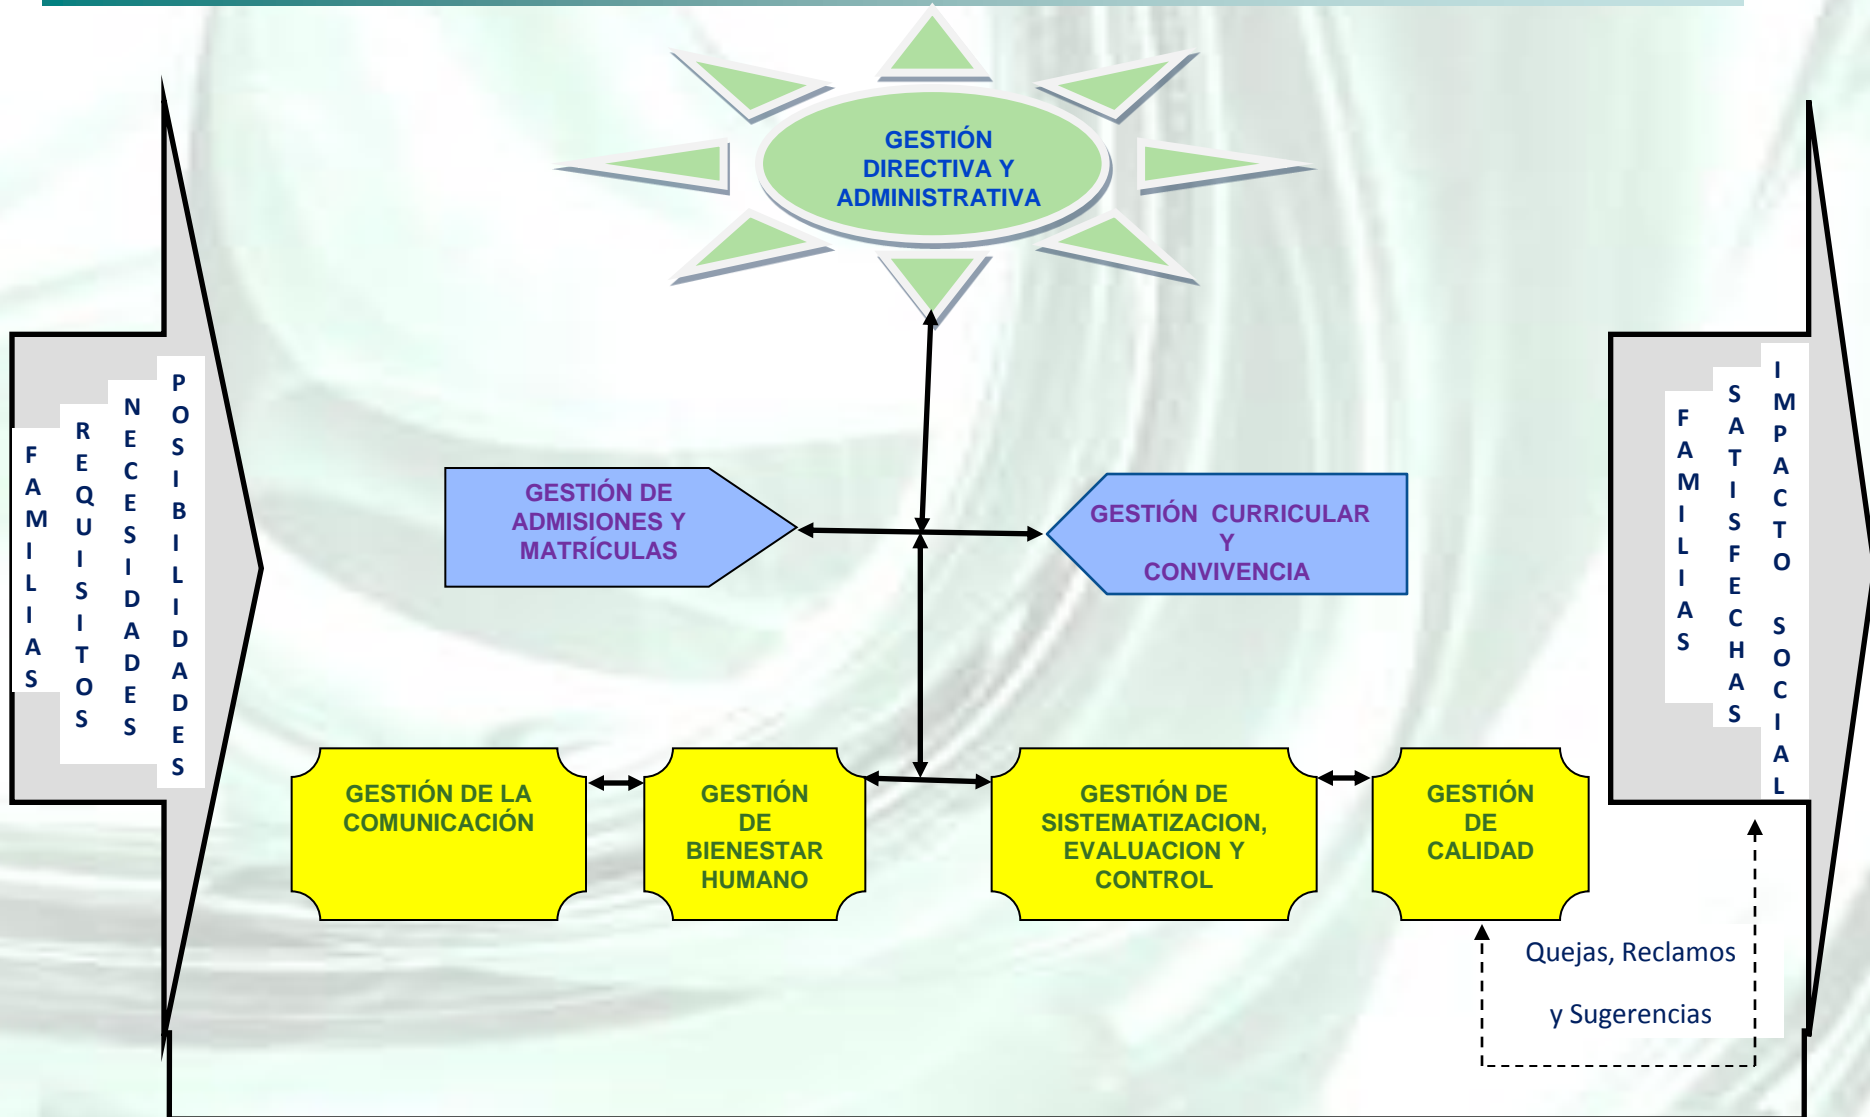 GESTIÓN
DIRECTIVA Y
ADMINISTRATIVA
FAMILIAS
REQUISITOS
NECESIDADES
POSIBILIDADES
GESTIÓN DE
ADMISIONES Y
MATRÍCULAS
GESTIÓN CURRICULAR
Y
CONVIVENCIA
FAMILIAS
SATISFECHAS
IMPACTO SOCIAL
GESTIÓN DE LA
COMUNICACIÓN
GESTIÓN
DE
BIENESTAR
HUMANO
GESTIÓN DE
SISTEMATIZACION,
EVALUACION Y
CONTROL
GESTIÓN
DE
CALIDAD
Quejas, Reclamos
y Sugerencias